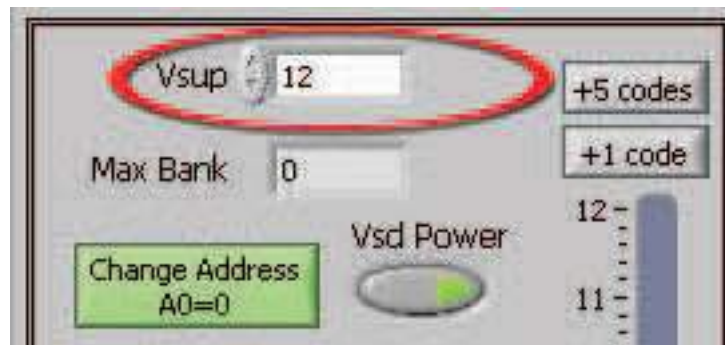 Vsup 12
+5 codes
Max Bank 0
+1 code
12
Vsd Power
Change Address
A0=0
11